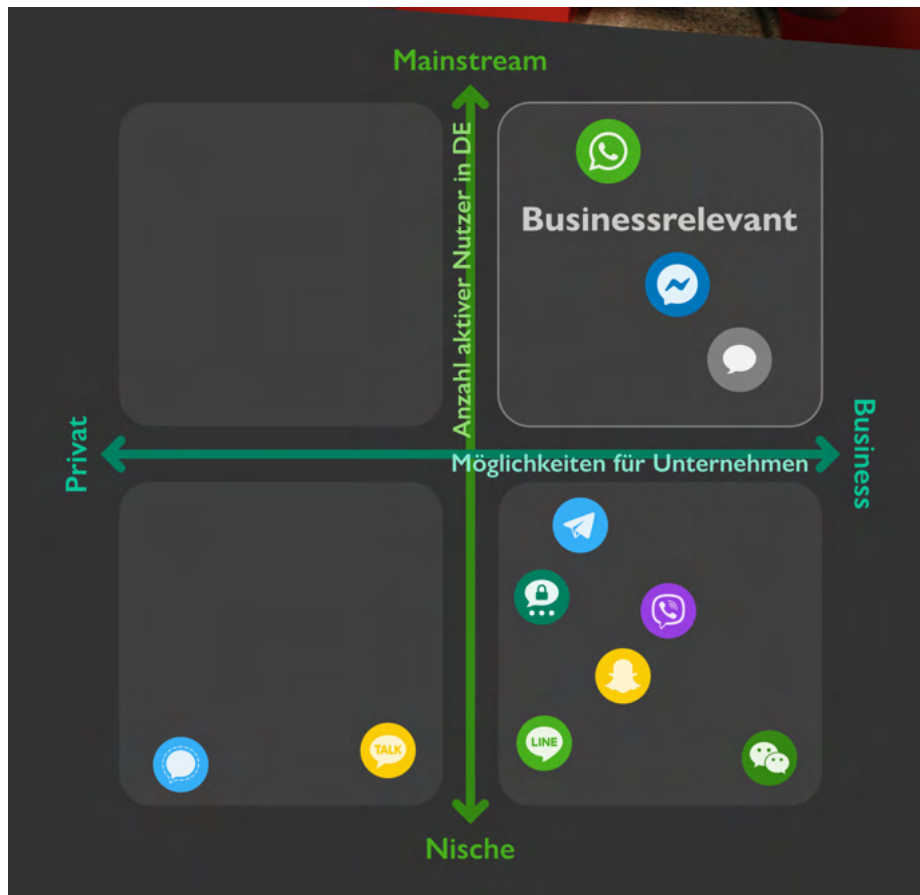 Mainstream
Anzahl aktiver Nutzer in DE
Businessrelevant
Privat
Möglichkeiten für Unternehmen
Business
TALK
LINE
Nische